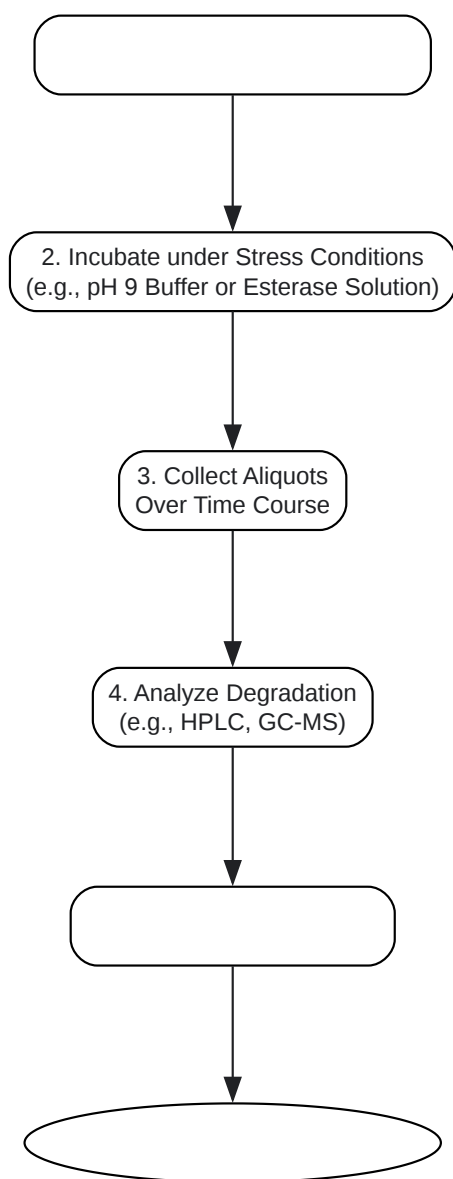 2. Incubate under Stress Conditions
(e.g., pH 9 Buffer or Esterase Solution)
3. Collect Aliquots
Over Time Course
4. Analyze Degradation
(e.g., HPLC, GC-MS)